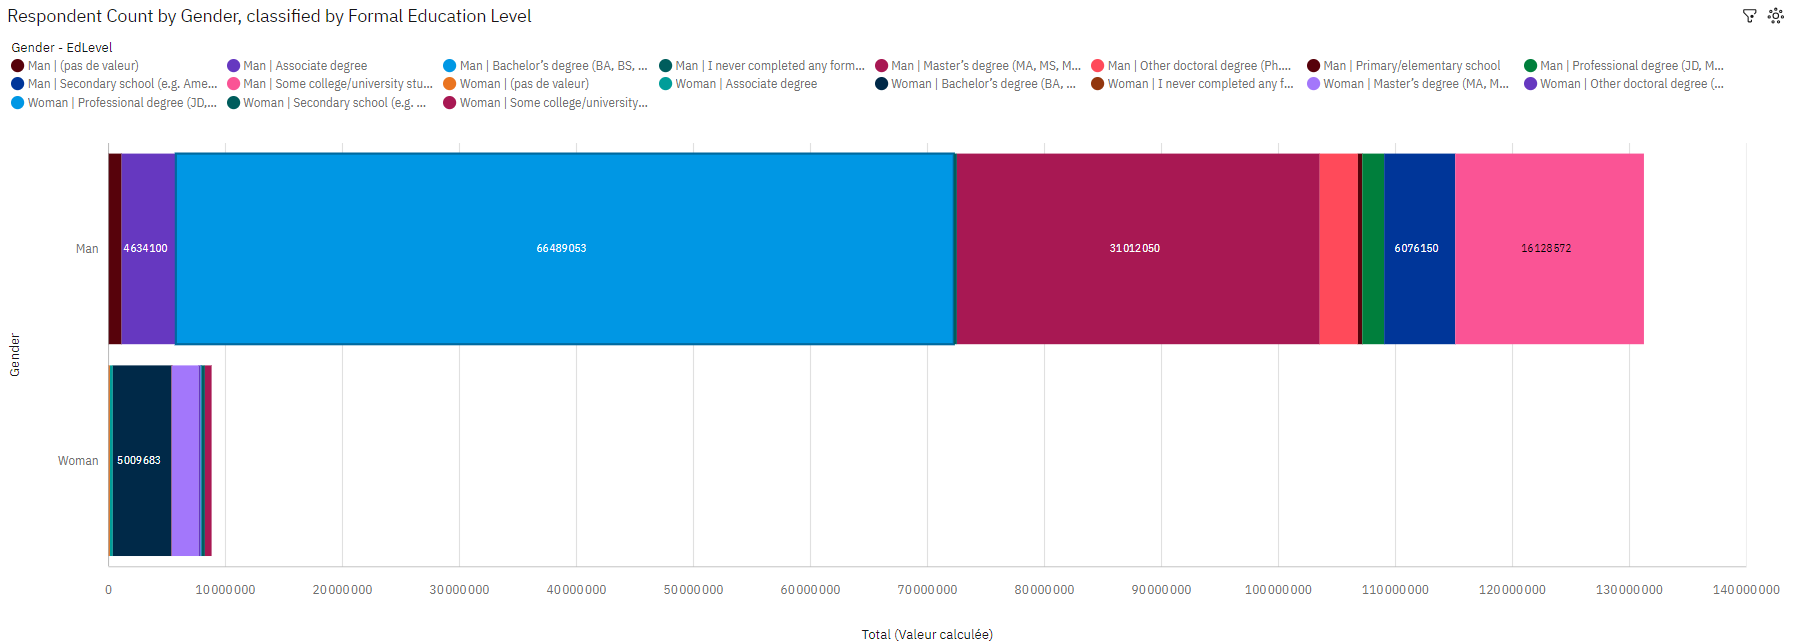 Respondent Count by Gender, classified by Formal Education Level
Gender - EdLevel
Man | (pas de valeur) Man | Associate degree Man | Bachelor’s degree (BA, BS, ... Man | I never completed any form... Man | Master’s degree (MA, MS, M... Man | Other doctoral degree (Ph.... Man | Primary/elementary school Man | Professional degree (JD, M...
Man | Secondary school (e.g. Ame... Man | Some college/university stu... Woman | (pas de valeur) Woman | Associate degree Woman | Bachelor’s degree (BA, ... Woman | I never completed any f... Woman | Master’s degree (MA, M... Woman | Other doctoral degree (...
Woman | Professional degree (JD,... Woman | Secondary school (e.g. ... Woman | Some college/university...
Gender
Man
4634100 66489053 31012050 6076150 16128572
Woman
5009683
0 10000000 20000000 30000000 40000000 50000000 60000000 70000000 80000000 90000000 100000000 110000000 120000000 130000000 140000000
Total (Valeur calculée)